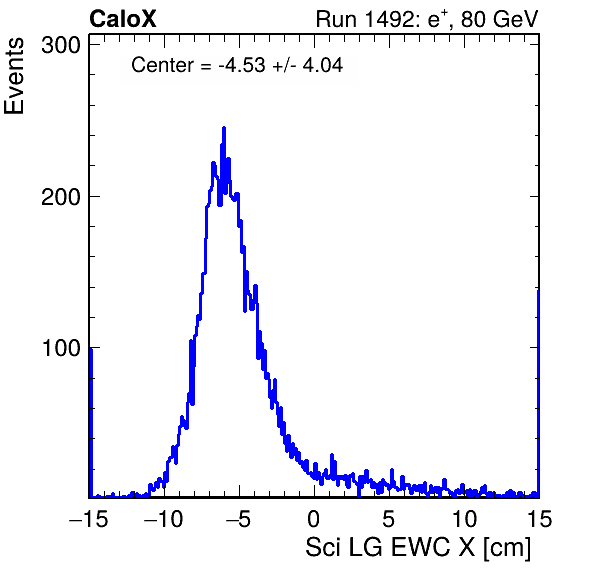 CaloX
Run 1492: e+, 80 GeV
Events
Center = -4.53 +/- 4.04
300
200
100
−15 −10 −5 0 5 10 15
Sci LG EWC X [cm]